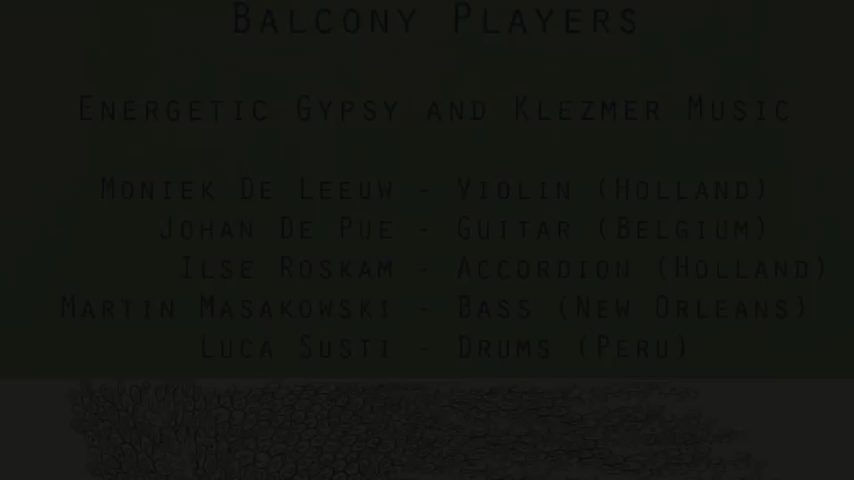 BALCONY PLAYERS
ENERGETIC GYPSY AND KLEZMER MUSIC
MONIEK DE LEEUW - VIOLIN (HOLLAND)
JOHAN DE PUE - GUITAR (BELGIUM)
ILSE ROSKAM - ACCORDION (HOLLAND)
MARTIN MASAKOWSKI - BASS (NEW ORLEANS)
LUCA SUSTI - DRUMS (PERU)